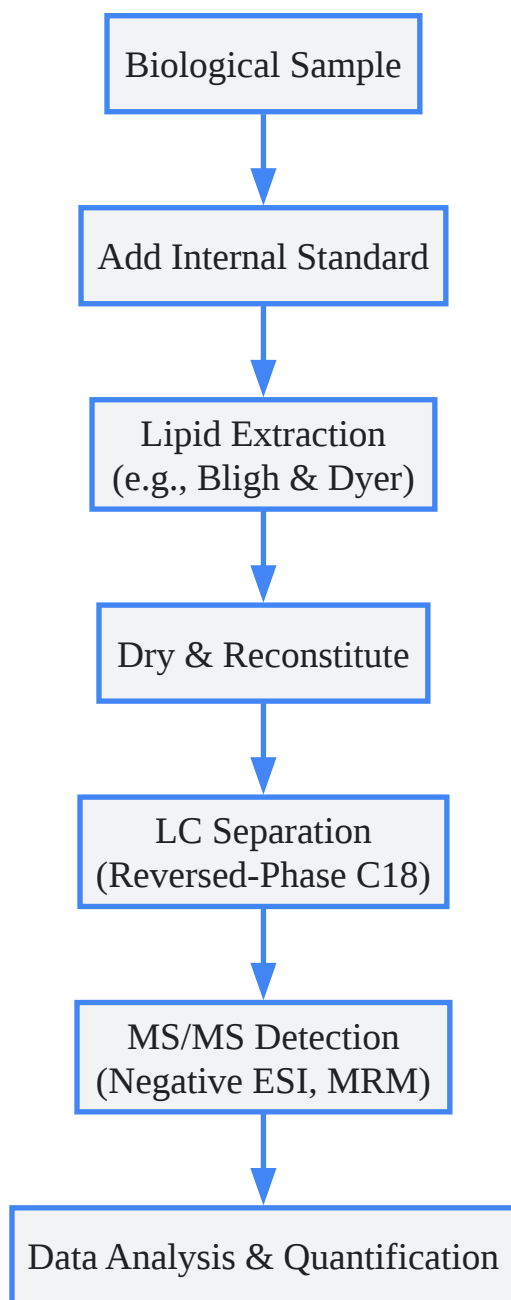 Biological Sample
Add Internal Standard
Lipid Extraction
(e.g., Bligh & Dyer)
Dry & Reconstitute
LC Separation
(Reversed-Phase C18)
MS/MS Detection
(Negative ESI, MRM)
Data Analysis & Quantification